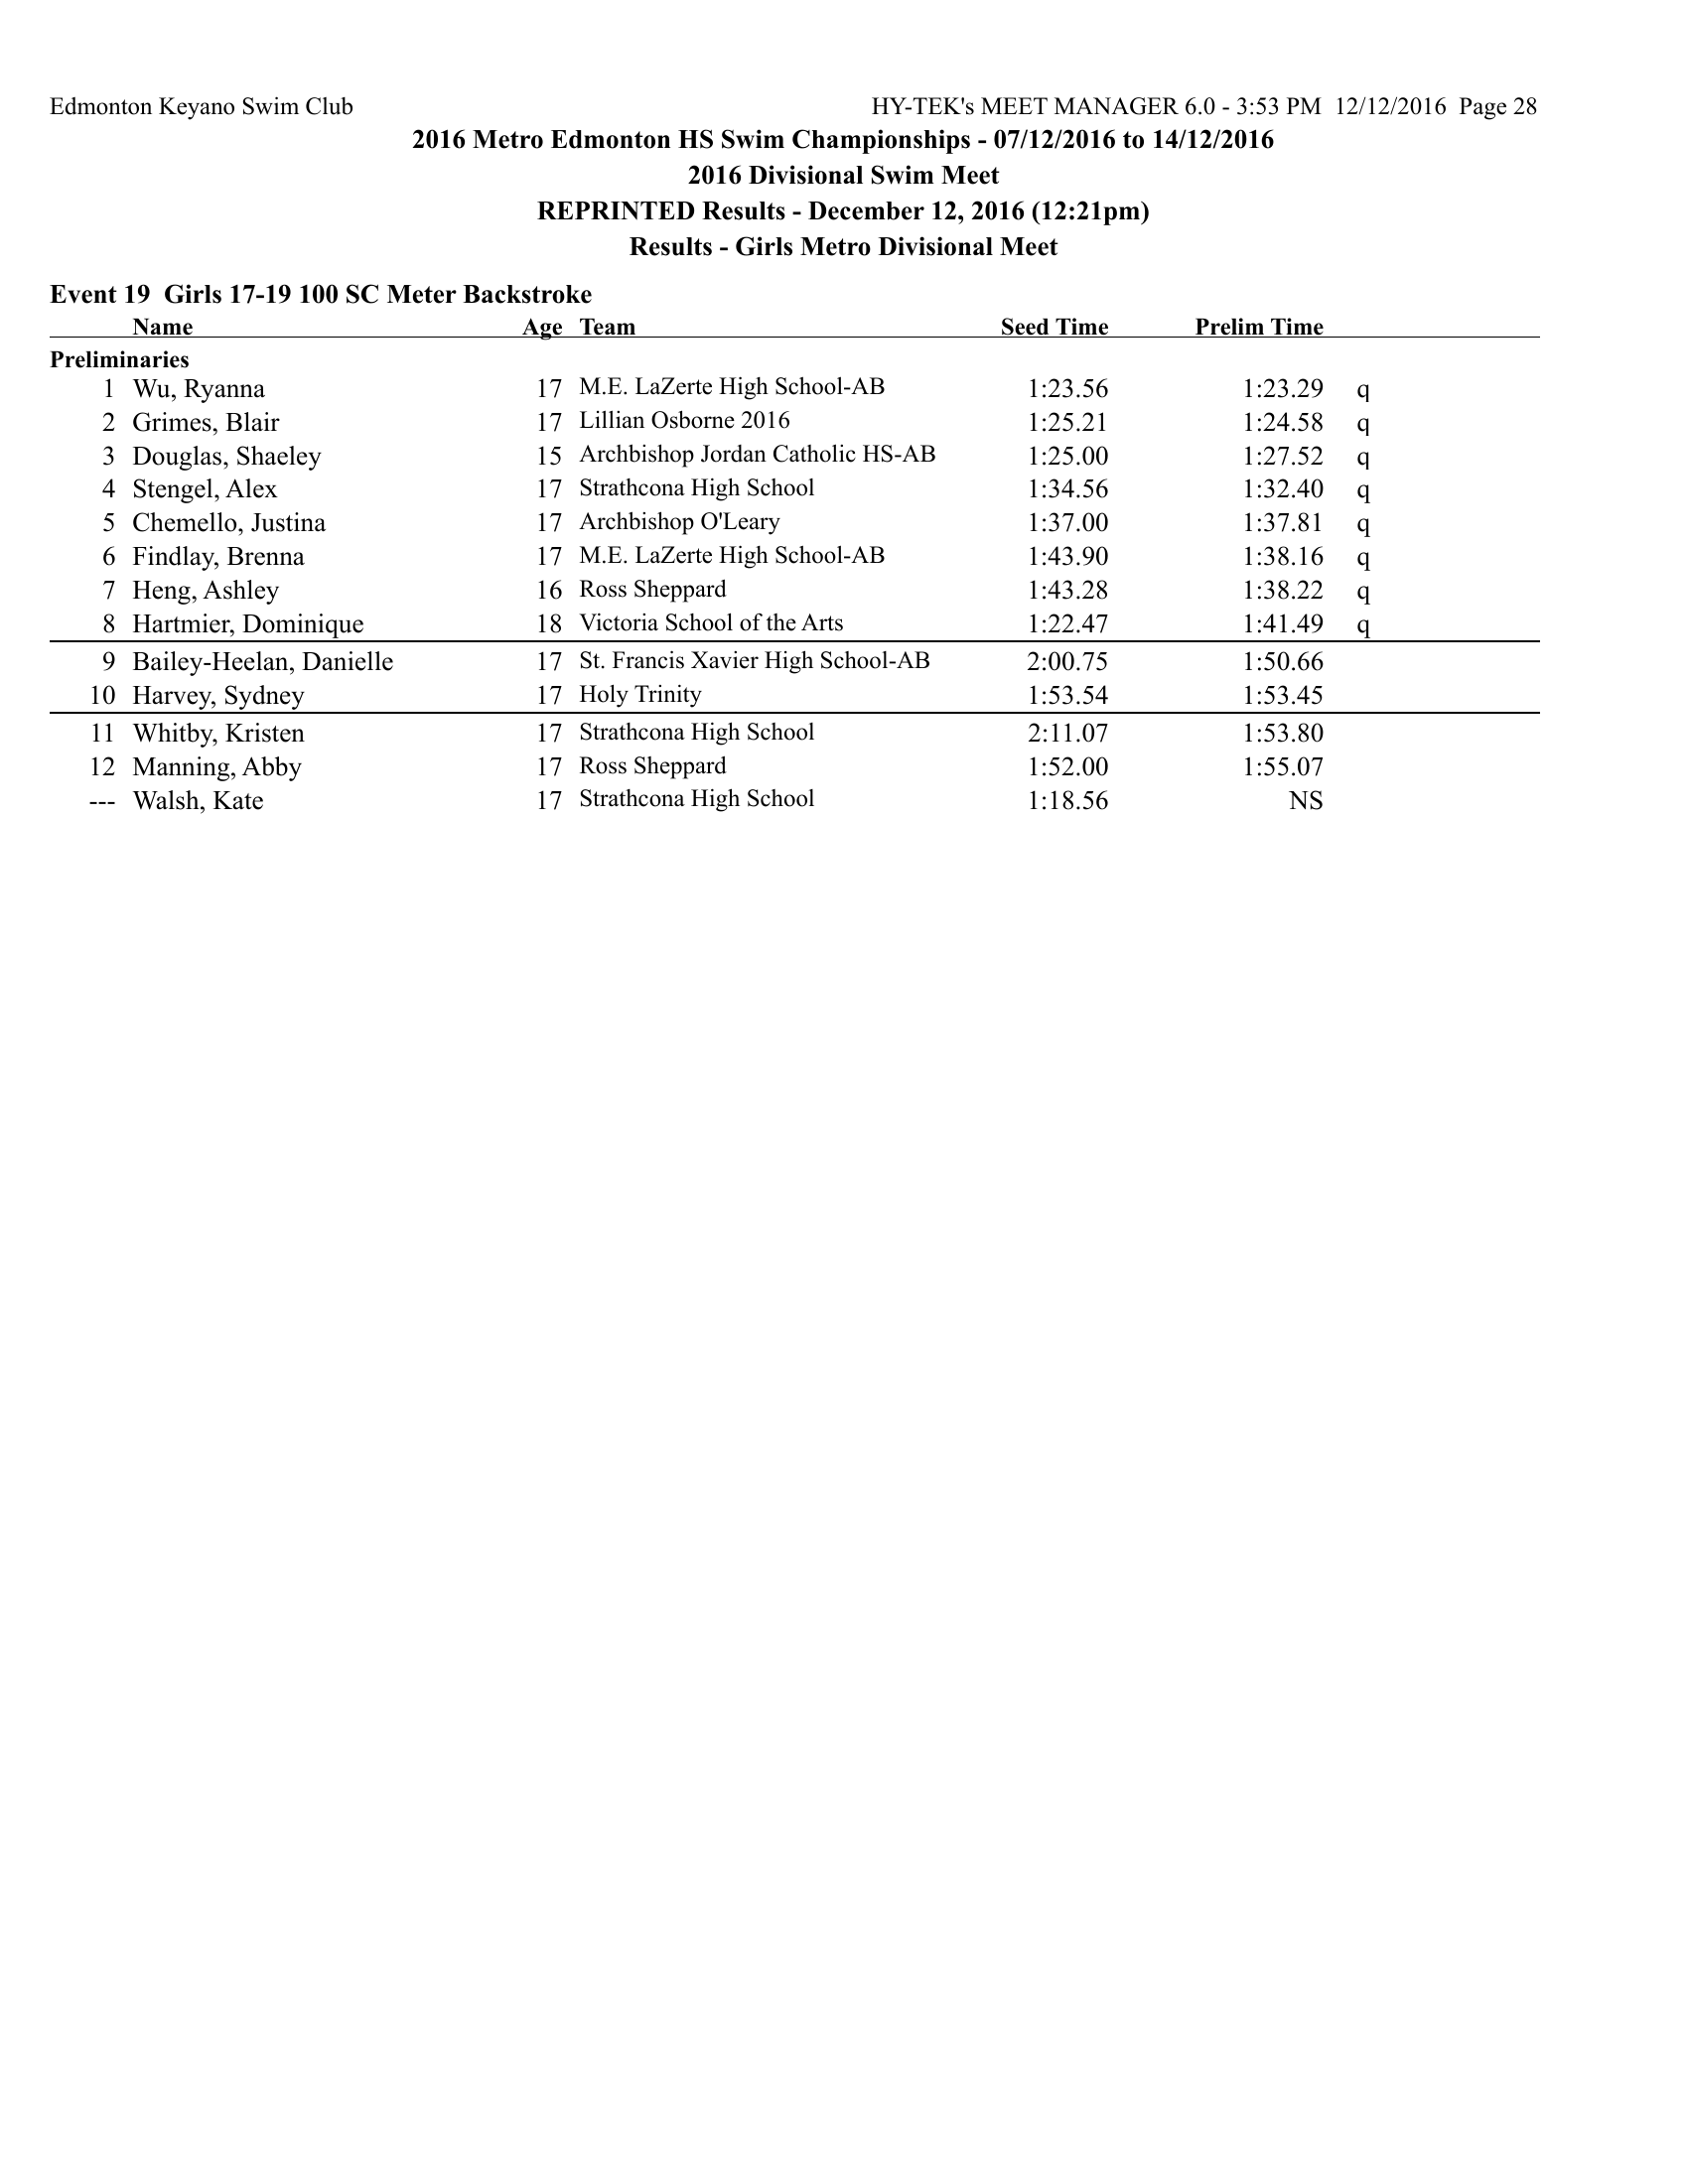 Edmonton Keyano Swim Club HY-TEK's MEET MANAGER 6.0 - 3:53 PM 12/12/2016 Page 28
2016 Metro Edmonton HS Swim Championships - 07/12/2016 to 14/12/2016
2016 Divisional Swim Meet
REPRINTED Results - December 12, 2016 (12:21pm)
Results - Girls Metro Divisional Meet
Event 19 Girls 17-19 100 SC Meter Backstroke
Name Age Team Seed Time Prelim Time
Preliminaries
1 Wu, Ryanna 17 M.E. LaZerte High School-AB 1:23.56 1:23.29 q
2 Grimes, Blair 17 Lillian Osborne 2016 1:25.21 1:24.58 q
3 Douglas, Shaeley 15 Archbishop Jordan Catholic HS-AB 1:25.00 1:27.52 q
4 Stengel, Alex 17 Strathcona High School 1:34.56 1:32.40 q
5 Chemello, Justina 17 Archbishop O'Leary 1:37.00 1:37.81 q
6 Findlay, Brenna 17 M.E. LaZerte High School-AB 1:43.90 1:38.16 q
7 Heng, Ashley 16 Ross Sheppard 1:43.28 1:38.22 q
8 Hartmier, Dominique 18 Victoria School of the Arts 1:22.47 1:41.49 q
9 Bailey-Heelan, Danielle 17 St. Francis Xavier High School-AB 2:00.75 1:50.66
10 Harvey, Sydney 17 Holy Trinity 1:53.54 1:53.45
11 Whitby, Kristen 17 Strathcona High School 2:11.07 1:53.80
12 Manning, Abby 17 Ross Sheppard 1:52.00 1:55.07
--- Walsh, Kate 17 Strathcona High School 1:18.56 NS